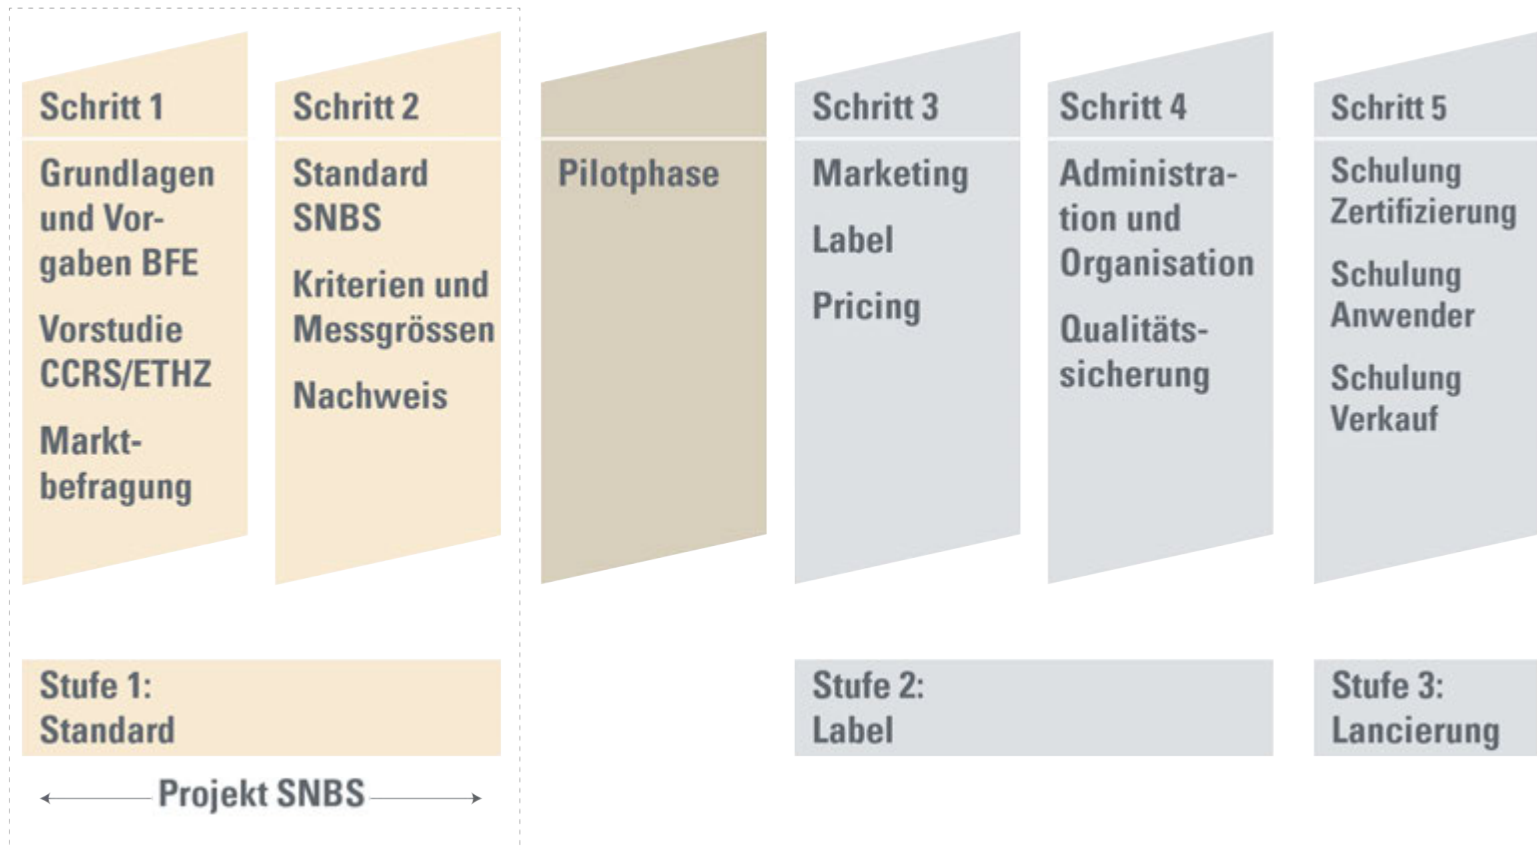 Schritt 1
Grundlagen
und Vor-
gaben BFE
Vorstudie
CCRS/ETHZ
Markt-
befragung
Schritt 2
Standard
SNBS
Kriterien und
Messgrössen
Nachweis
Pilotphase
Schritt 3
Marketing
Label
Pricing
Schritt 4
Administra-
tion und
Organisation
Qualitäts-
sicherung
Schritt 5
Schulung
Zertifizierung
Schulung
Anwender
Schulung
Verkauf
Stufe 1:
Standard
Stufe 2:
Label
Stufe 3:
Lancierung
Projekt SNBS